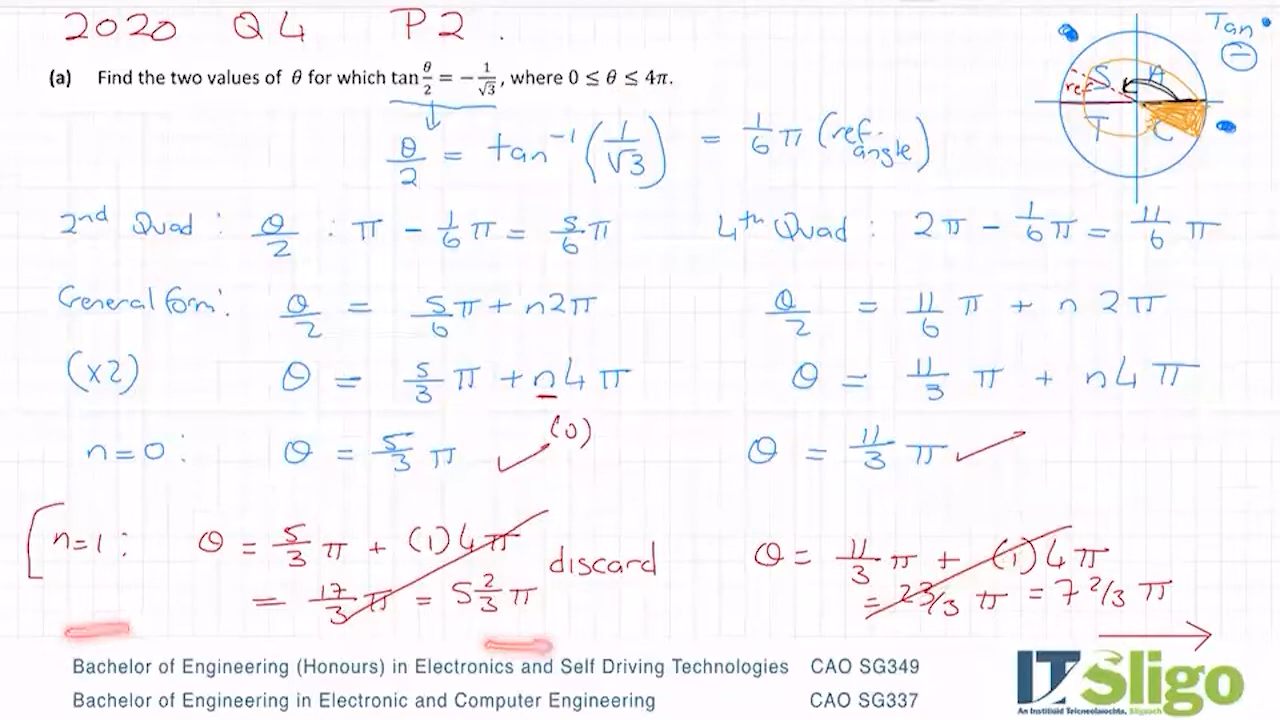 2020 Q4 P2.
(a) Find the two values of θ for which tan θ/2 = −1/√3, where 0 ≤ θ ≤ 4π.
Tan
−
S A
ref
T C
θ/2 = tan⁻¹(1/√3) = 1/6 π (ref. angle)
2nd Quad : θ/2 : π − 1/6 π = 5/6 π
4th Quad : 2π − 1/6 π = 11/6 π
General form: θ/2 = 5/6 π + n2π
θ/2 = 11/6 π + n 2π
(x2) θ = 5/3 π + n4π
θ = 11/3 π + n4π
n=0: θ = 5/3 π (0)
θ = 11/3 π
n=1: θ = 5/3 π + (1)4π
= 17/3 π = 5 2/3 π discard
θ = 11/3 π + (1)4π
= 23/3 π = 7 2/3 π
Bachelor of Engineering (Honours) in Electronics and Self Driving Technologies CAO SG349
Bachelor of Engineering in Electronic and Computer Engineering CAO SG337
IT Sligo
An Institiúid Teicneolaíochta, Sligeach